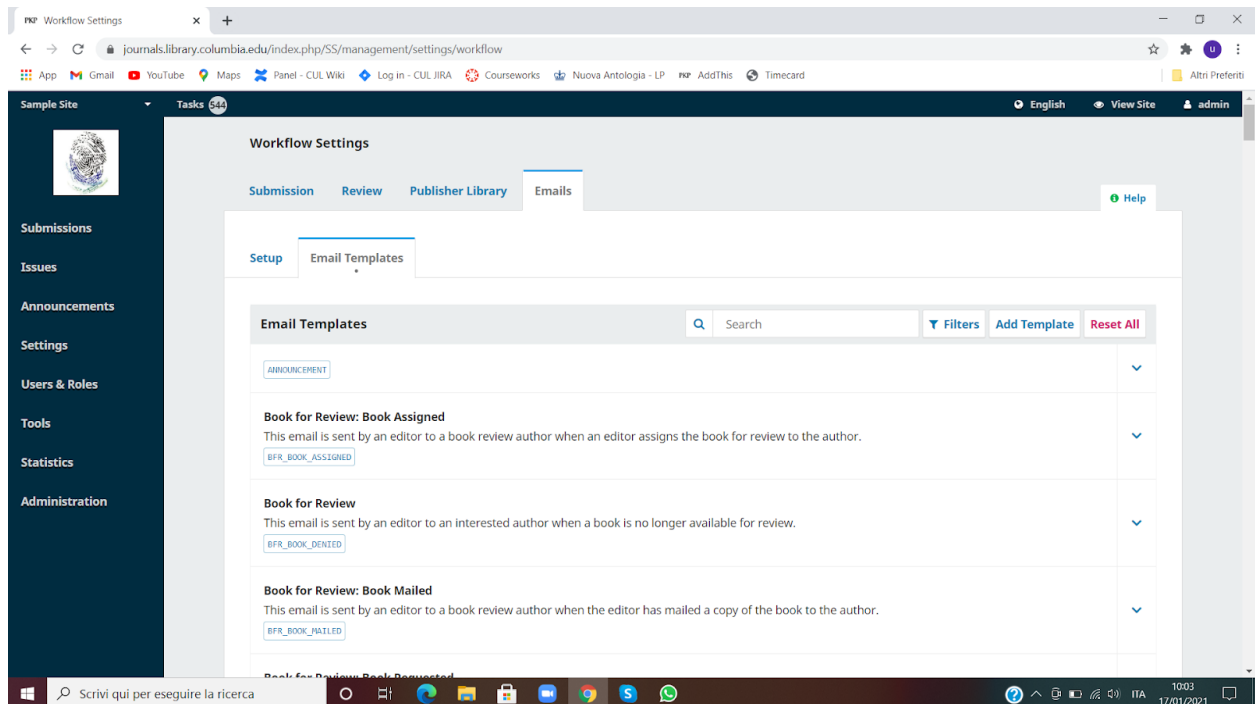 PKP Workflow Settings
journals.library.columbia.edu/index.php/SS/management/settings/workflow
App Gmail YouTube Maps Panel - CUL Wiki Log in - CUL JIRA Courseworks Nuova Antologia - LP PKP AddThis Timecard Altri Preferiti
Sample Site Tasks 544 English View Site admin
Workflow Settings
Submission Review Publisher Library Emails
Help
Submissions
Issues
Announcements
Settings
Users & Roles
Tools
Statistics
Administration
Setup Email Templates
Email Templates Search Filters Add Template Reset All
ANNOUNCEMENT
Book for Review: Book Assigned
This email is sent by an editor to a book review author when an editor assigns the book for review to the author.
BFR_BOOK_ASSIGNED
Book for Review
This email is sent by an editor to an interested author when a book is no longer available for review.
BFR_BOOK_DENIED
Book for Review: Book Mailed
This email is sent by an editor to a book review author when the editor has mailed a copy of the book to the author.
BFR_BOOK_MAILED
Book for Review: Book Requested
Scrivi qui per eseguire la ricerca
ITA
10:03
17/01/2021